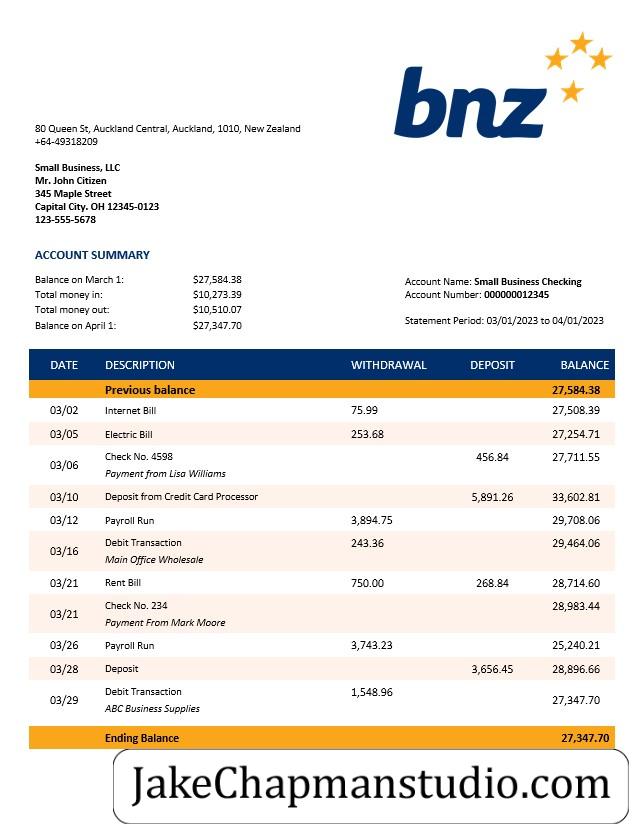 bnz
80 Queen St, Auckland Central, Auckland, 1010, New Zealand
+64-49318209
Small Business, LLC
Mr. John Citizen
345 Maple Street
Capital City. OH 12345-0123
123-555-5678
ACCOUNT SUMMARY
Balance on March 1: $27,584.38
Total money in: $10,273.39
Total money out: $10,510.07
Balance on April 1: $27,347.70
Account Name: Small Business Checking
Account Number: 000000012345
Statement Period: 03/01/2023 to 04/01/2023
DATE DESCRIPTION WITHDRAWAL DEPOSIT BALANCE
Previous balance 27,584.38
03/02 Internet Bill 75.99 27,508.39
03/05 Electric Bill 253.68 27,254.71
03/06 Check No. 4598 456.84 27,711.55
Payment from Lisa Williams
03/10 Deposit from Credit Card Processor 5,891.26 33,602.81
03/12 Payroll Run 3,894.75 29,708.06
03/16 Debit Transaction 243.36 29,464.06
Main Office Wholesale
03/21 Rent Bill 750.00 268.84 28,714.60
03/21 Check No. 234 28,983.44
Payment From Mark Moore
03/26 Payroll Run 3,743.23 25,240.21
03/28 Deposit 3,656.45 28,896.66
03/29 Debit Transaction 1,548.96 27,347.70
ABC Business Supplies
Ending Balance 27,347.70
JakeChapmanstudio.com